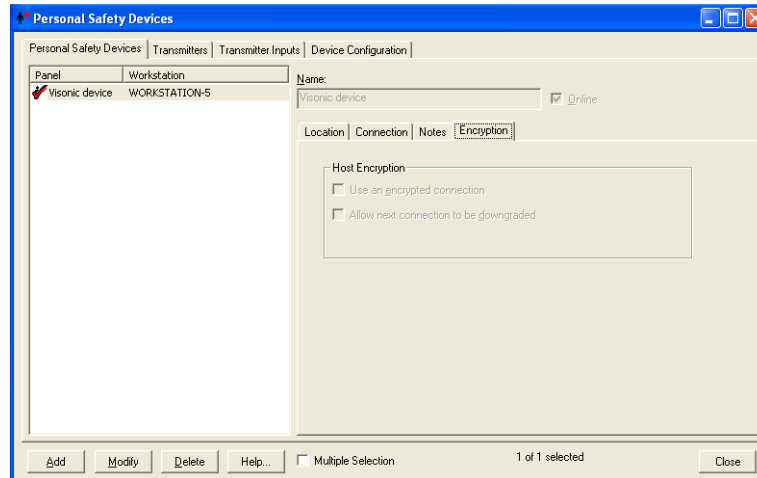 Personal Safety Devices
Personal Safety Devices Transmitters Transmitter Inputs Device Configuration
Panel Workstation
Visonic device WORKSTATION-5
Name:
Visonic device Online
Location Connection Notes Encryption
Host Encryption
Use an encrypted connection
Allow next connection to be downgraded
Add Modify Delete Help... Multiple Selection 1 of 1 selected Close